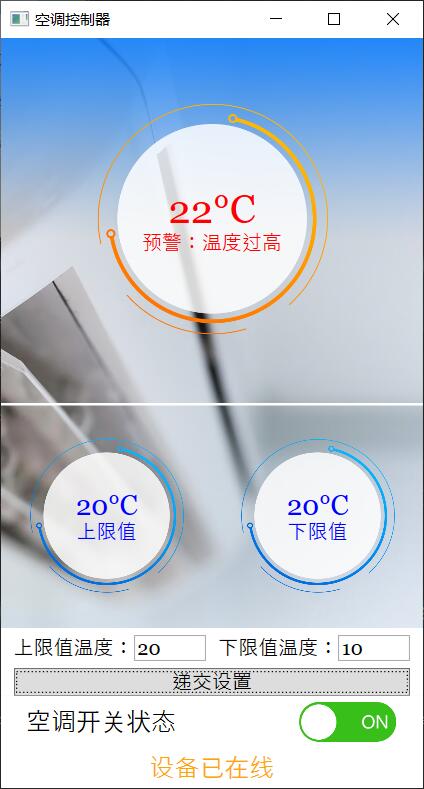 空调控制器
22°C
预警：温度过高
20°C
上限值
20°C
下限值
上限值温度：20 下限值温度：10
递交设置
空调开关状态 ON
设备已在线